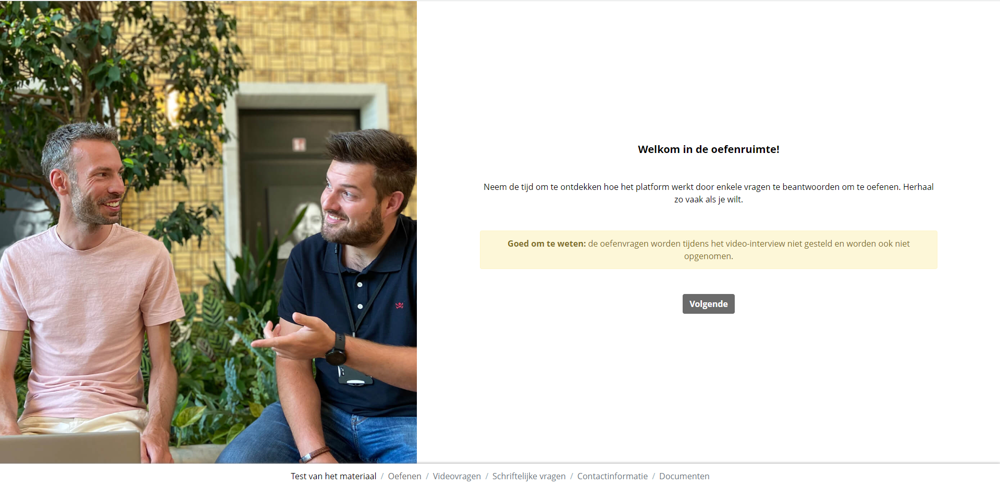 Welkom in de oefenruimte!
Neem de tijd om te ontdekken hoe het platform werkt door enkele vragen te beantwoorden om te oefenen. Herhaal
zo vaak als je wilt.
Goed om te weten: de oefenvragen worden tijdens het video-interview niet gesteld en worden ook niet
opgenomen.
Volgende
Test van het materiaal / Oefenen / Videovragen / Schriftelijke vragen / Contactinformatie / Documenten